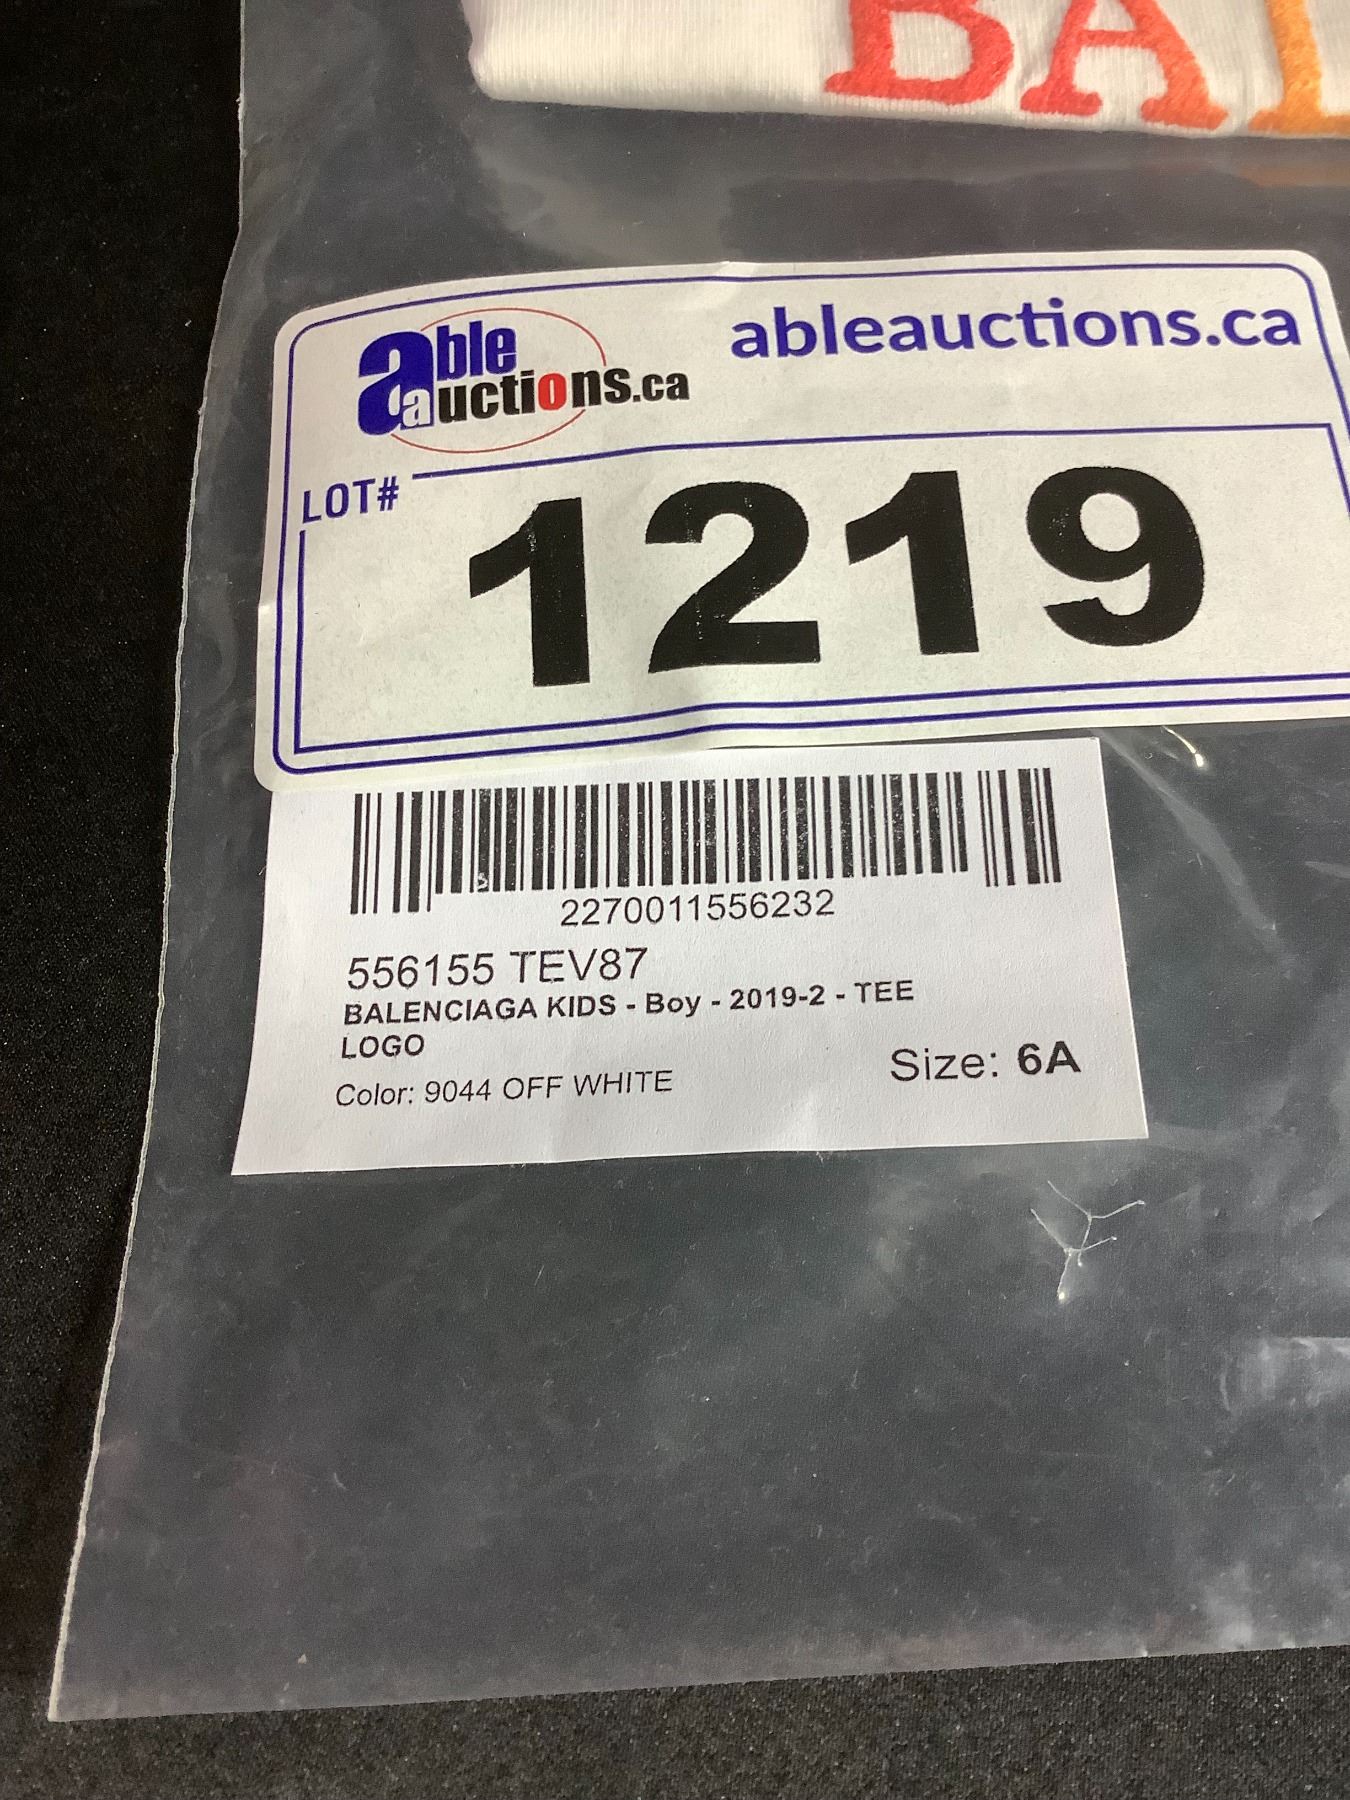 BAL
able
auctions.ca
ableauctions.ca
LOT#
1219
2270011556232
556155 TEV87
BALENCIAGA KIDS - Boy - 2019-2 - TEE
LOGO
Size: 6A
Color: 9044 OFF WHITE